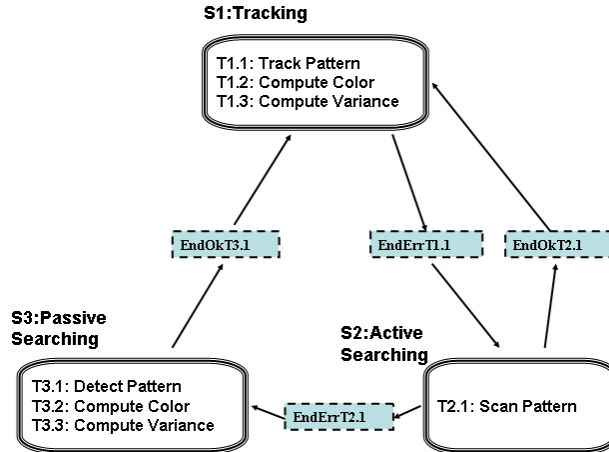 S1:Tracking
T1.1: Track Pattern
T1.2: Compute Color
T1.3: Compute Variance
EndOkT3.1
EndErrT1.1
EndOkT2.1
S3:Passive
Searching
S2:Active
Searching
T3.1: Detect Pattern
T3.2: Compute Color
T3.3: Compute Variance
EndErrT2.1
T2.1: Scan Pattern